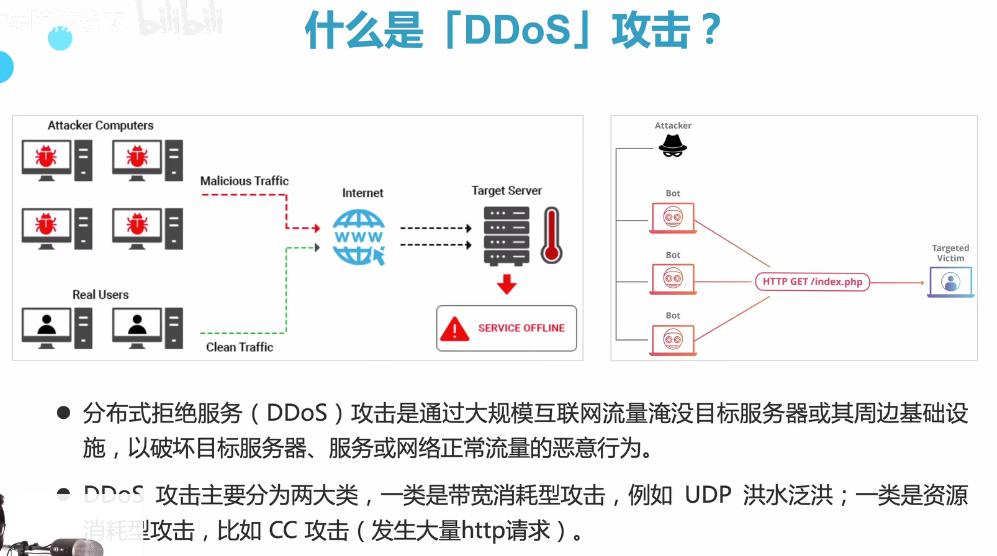 bilibili
什么是「DDoS」攻击？
Attacker Computers
Malicious Traffic
Internet
WWW
Target Server
SERVICE OFFLINE
Real Users
Clean Traffic
Attacker
Bot
Bot
Bot
HTTP GET /index.php
Targeted
Victim
● 分布式拒绝服务（DDoS）攻击是通过大规模互联网流量淹没目标服务器或其周边基础设
施，以破坏目标服务器、服务或网络正常流量的恶意行为。
● DDoS 攻击主要分为两大类，一类是带宽消耗型攻击，例如 UDP 洪水泛洪；一类是资源
消耗型攻击，比如 CC 攻击（发生大量http请求）。